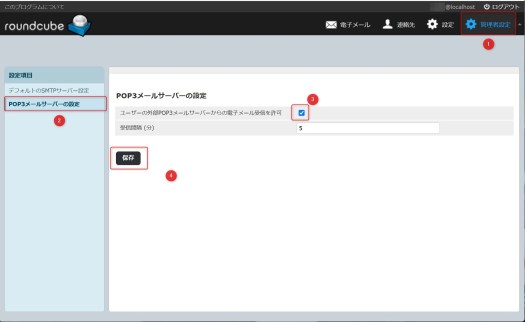 このプログラムについて
@localhost ログアウト
roundcube
電子メール 連絡先 設定 管理者設定
1
設定項目
デフォルトのSMTPサーバー設定
POP3メールサーバーの設定
2
POP3メールサーバーの設定
3
ユーザーの外部POP3メールサーバーからの電子メール受信を許可
受信間隔 (分) 5
保存
4